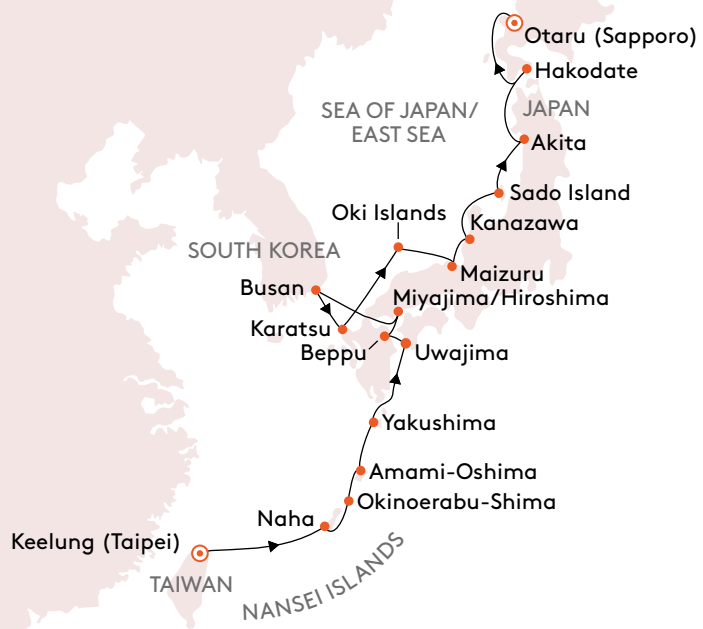 Otaru (Sapporo)
Hakodate
SEA OF JAPAN/
EAST SEA
JAPAN
Akita
Sado Island
Oki Islands
Kanazawa
SOUTH KOREA
Maizuru
Busan
Miyajima/Hiroshima
Karatsu
Beppu
Uwajima
Yakushima
Amami-Oshima
Okinoerabu-Shima
Naha
Keelung (Taipei)
TAIWAN
NANSEI ISLANDS